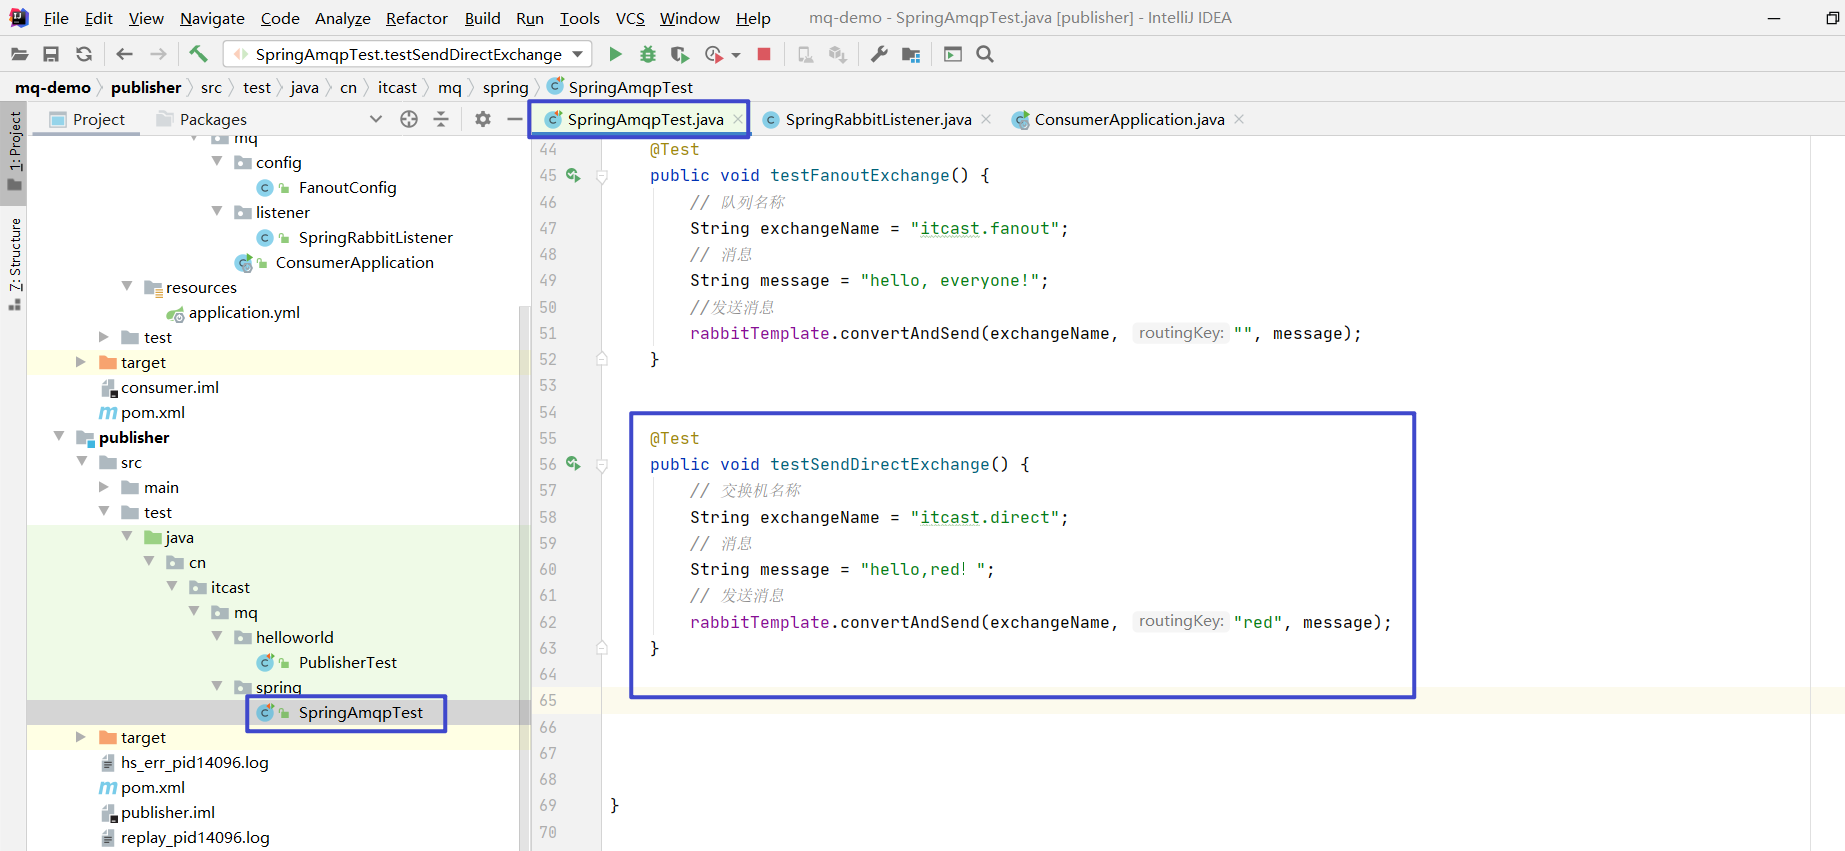 File Edit View Navigate Code Analyze Refactor Build Run Tools VCS Window Help mq-demo - SpringAmqpTest.java [publisher] - IntelliJ IDEA
SpringAmqpTest.testSendDirectExchange
mq-demo publisher src test java cn itcast mq spring SpringAmqpTest
1: Project
7: Structure
Project Packages
mq
config
FanoutConfig
listener
SpringRabbitListener
ConsumerApplication
resources
application.yml
test
target
consumer.iml
pom.xml
publisher
src
main
test
java
cn
itcast
mq
helloworld
PublisherTest
spring
SpringAmqpTest
target
hs_err_pid14096.log
pom.xml
publisher.iml
replay_pid14096.log
SpringAmqpTest.java SpringRabbitListener.java ConsumerApplication.java
44 @Test
45 public void testFanoutExchange() {
46 // 队列名称
47 String exchangeName = "itcast.fanout";
48 // 消息
49 String message = "hello, everyone!";
50 //发送消息
51 rabbitTemplate.convertAndSend(exchangeName, routingKey: "", message);
52 }
53
54
55 @Test
56 public void testSendDirectExchange() {
57 // 交换机名称
58 String exchangeName = "itcast.direct";
59 // 消息
60 String message = "hello,red！";
61 // 发送消息
62 rabbitTemplate.convertAndSend(exchangeName, routingKey: "red", message);
63 }
64
65
66
67
68
69 }
70